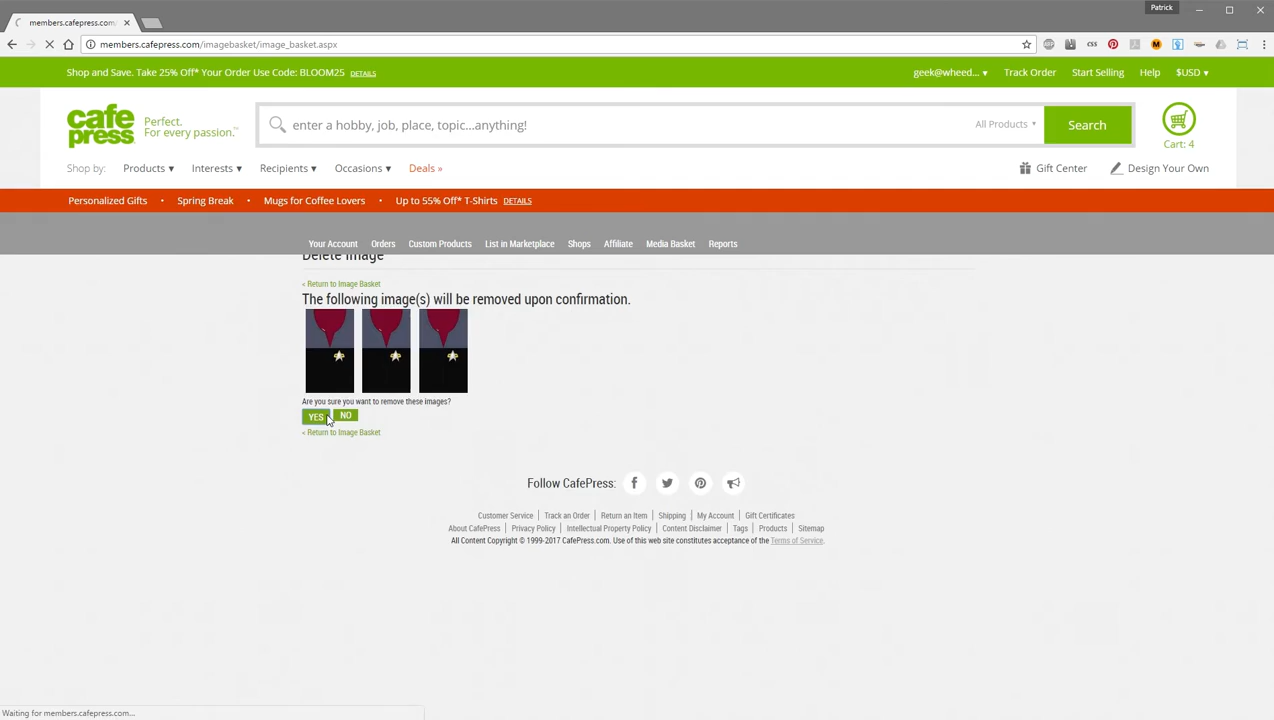 Patrick
members.cafepress.com/
members.cafepress.com/imagebasket/image_basket.aspx
Shop and Save. Take 25% Off* Your Order Use Code: BLOOM25 DETAILS
geek@wheed... ▾ Track Order Start Selling Help $USD ▾
cafe press
Perfect.
For every passion.™
enter a hobby, job, place, topic...anything!
All Products ▾
Search
Cart: 4
Shop by: Products ▾ Interests ▾ Recipients ▾ Occasions ▾ Deals »
Gift Center Design Your Own
Personalized Gifts • Spring Break • Mugs for Coffee Lovers • Up to 55% Off* T-Shirts DETAILS
Your Account Orders Custom Products List in Marketplace Shops Affiliate Media Basket Reports
Delete Image
< Return to Image Basket
The following image(s) will be removed upon confirmation.
Are you sure you want to remove these images?
YES NO
< Return to Image Basket
Follow CafePress:
Customer Service | Track an Order | Return an Item | Shipping | My Account | Gift Certificates
About CafePress | Privacy Policy | Intellectual Property Policy | Content Disclaimer | Tags | Products | Sitemap
All Content Copyright © 1999-2017 CafePress.com. Use of this web site constitutes acceptance of the Terms of Service.
Waiting for members.cafepress.com...